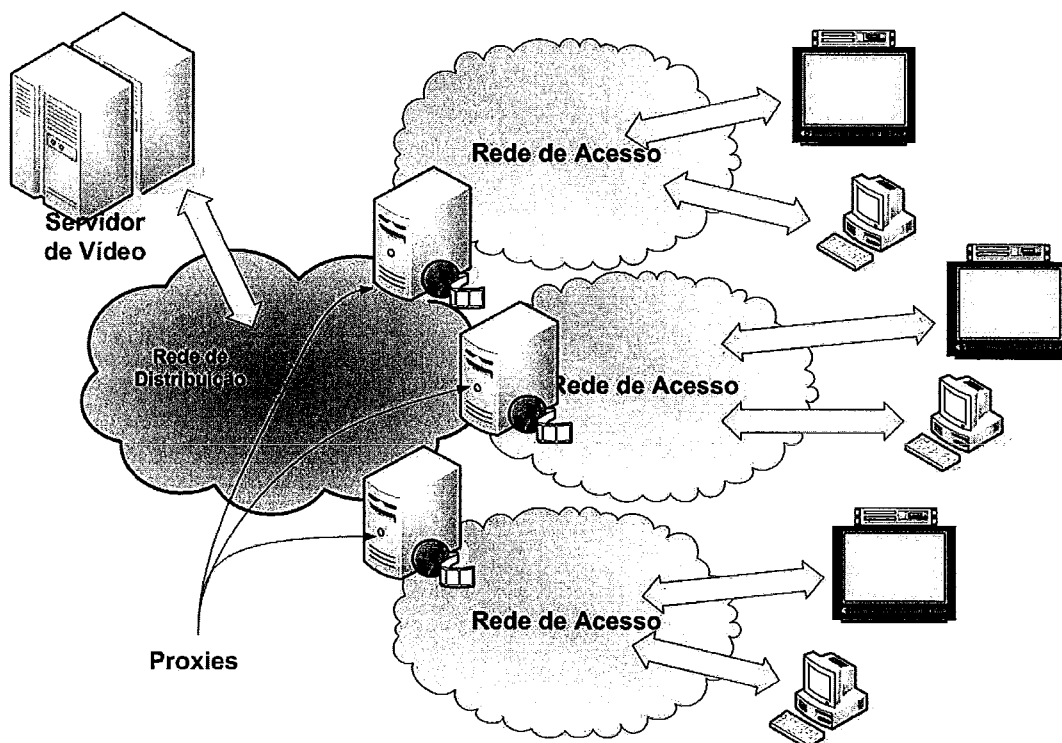 Rede de Acesso
Servidor
de Vídeo
Rede de
Distribuição
Rede de Acesso
Rede de Acesso
Proxies